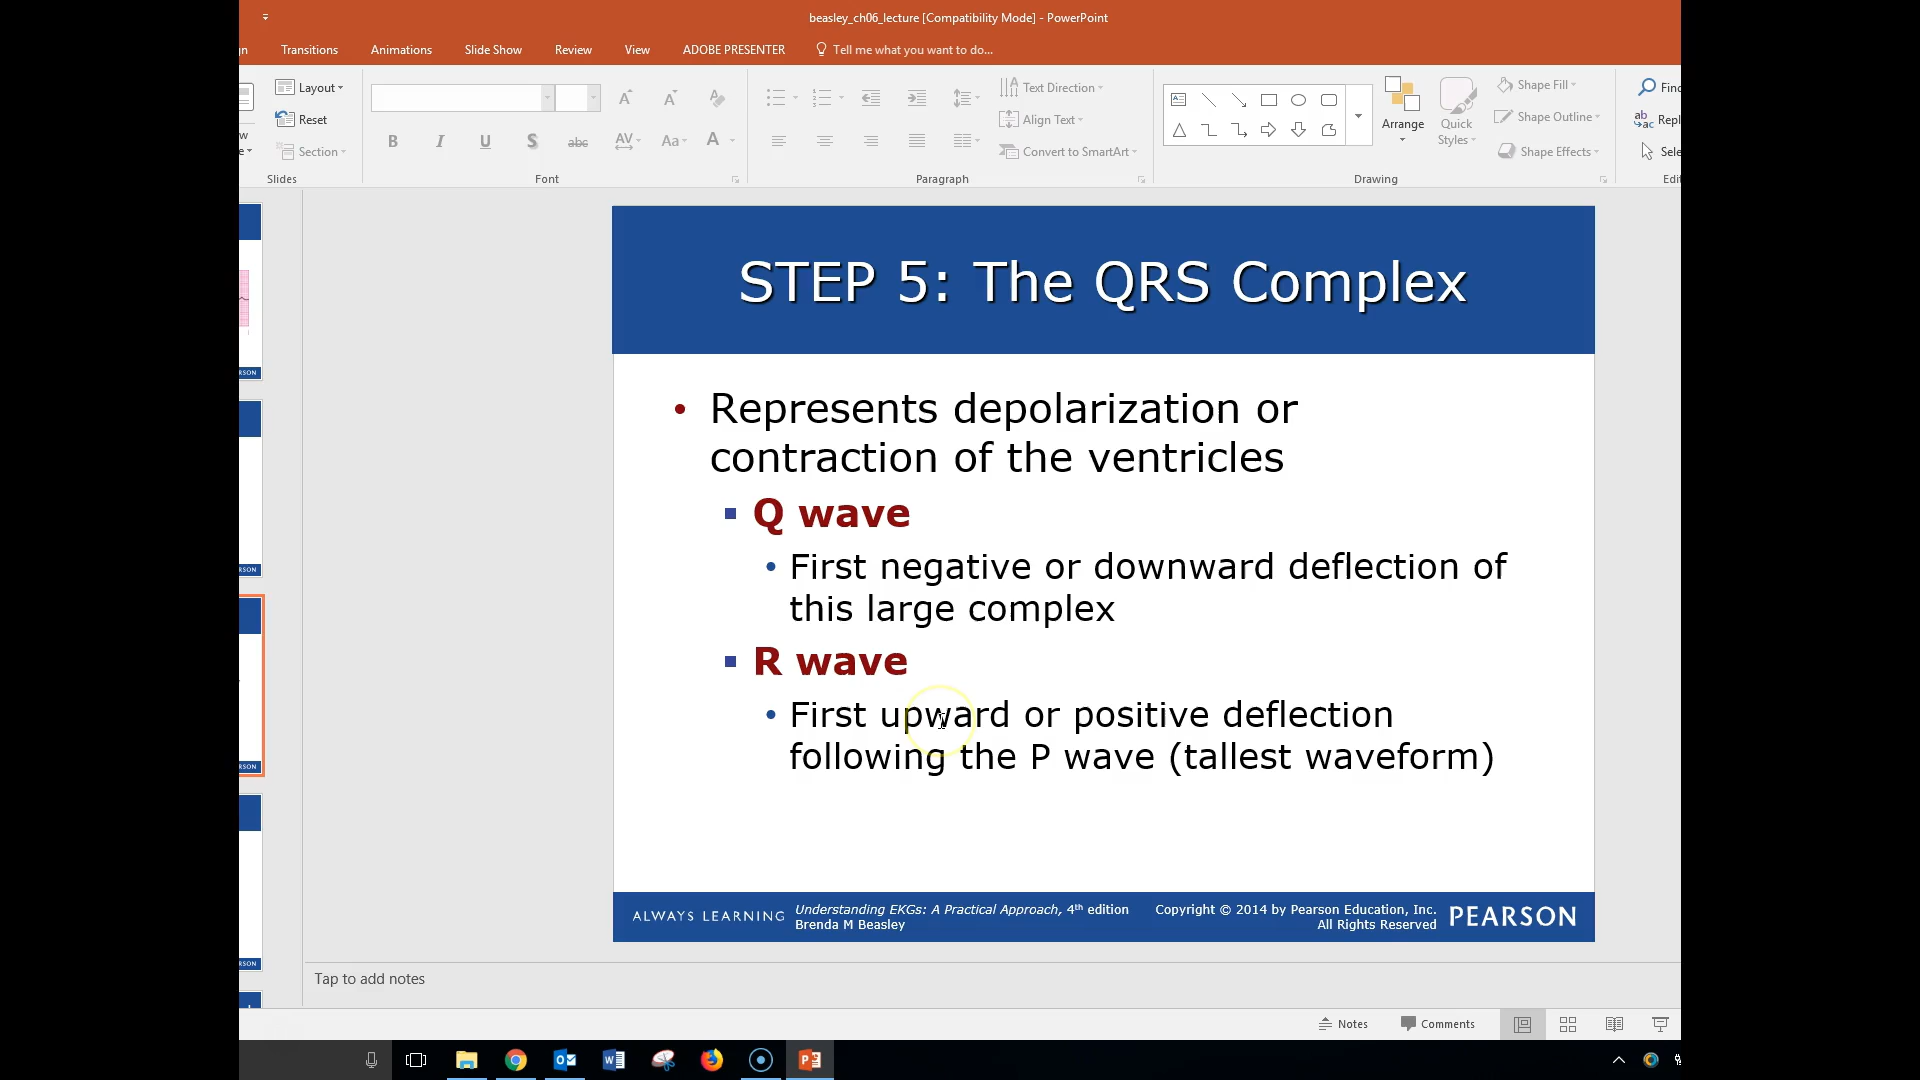 beasley_ch06_lecture [Compatibility Mode] - PowerPoint
gn Transitions Animations Slide Show Review View ADOBE PRESENTER Tell me what you want to do...
Layout
Reset
Section
Slides
B I U S abc AV Aa A
Font
Text Direction
Align Text
Convert to SmartArt
Paragraph
Arrange
Quick
Styles
Shape Fill
Shape Outline
Shape Effects
Drawing
Find
Repl
Sele
Edit
STEP 5: The QRS Complex
• Represents depolarization or
contraction of the ventricles
▪ Q wave
• First negative or downward deflection of
this large complex
▪ R wave
• First upward or positive deflection
following the P wave (tallest waveform)
ALWAYS LEARNING
Understanding EKGs: A Practical Approach, 4th edition
Brenda M Beasley
Copyright © 2014 by Pearson Education, Inc.
All Rights Reserved
PEARSON
Tap to add notes
Notes Comments